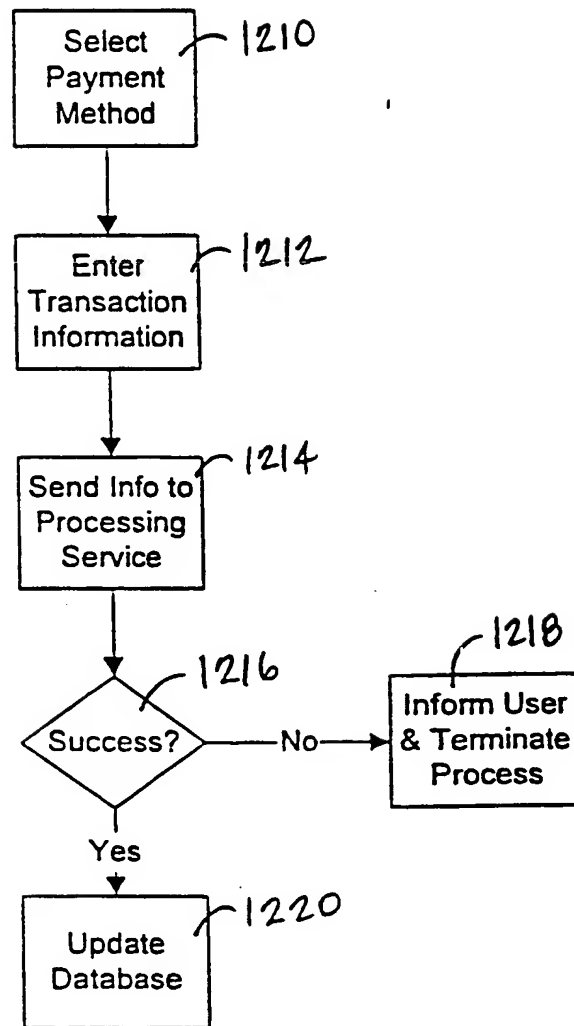 Select
Payment
Method
1210
Enter
Transaction
Information
1212
Send Info to
Processing
Service
1214
Success?
1216
No
Inform User
& Terminate
Process
1218
Yes
Update
Database
1220